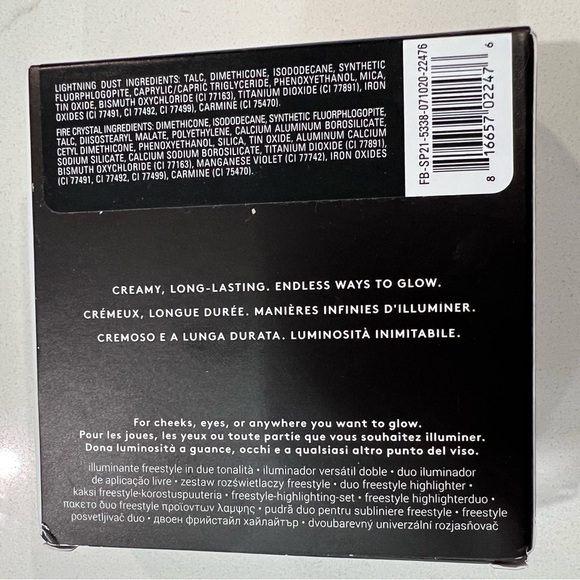 LIGHTNING DUST INGREDIENTS: TALC, DIMETHICONE, ISODODECANE, SYNTHETIC
FLUORPHLOGOPITE, CAPRYLIC/CAPRIC TRIGLYCERIDE, PHENOXYETHANOL, MICA,
TIN OXIDE, BISMUTH OXYCHLORIDE (CI 77163), TITANIUM DIOXIDE (CI 77891), IRON
OXIDES (CI 77491, CI 77492, CI 77499), CARMINE (CI 75470).
FIRE CRYSTAL INGREDIENTS: DIMETHICONE, ISODODECANE, SYNTHETIC FLUORPHLOGOPITE,
TALC, DIISOSTEARYL MALATE, POLYETHYLENE, CALCIUM ALUMINUM BOROSILICATE,
CETYL DIMETHICONE, PHENOXYETHANOL, SILICA, TIN OXIDE, ALUMINUM CALCIUM
SODIUM SILICATE, CALCIUM SODIUM BOROSILICATE, TITANIUM DIOXIDE (CI 77891),
BISMUTH OXYCHLORIDE (CI 77163), MANGANESE VIOLET (CI 77742), IRON OXIDES
(CI 77491, CI 77492, CI 77499), CARMINE (CI 75470).
FB-SP21-5338-071020-22476
8 16657 02247 6
CREAMY, LONG-LASTING. ENDLESS WAYS TO GLOW.
CRÉMEUX, LONGUE DURÉE. MANIÈRES INFINIES D'ILLUMINER.
CREMOSO E A LUNGA DURATA. LUMINOSITÀ INIMITABILE.
For cheeks, eyes, or anywhere you want to glow.
Pour les joues, les yeux ou toute partie que vous souhaitez illuminer.
Dona luminosità a guance, occhi e a qualsiasi altro punto del viso.
illuminante freestyle in due tonalità • iluminador versátil doble • duo iluminador
de aplicação livre • zestaw rozświetlaczy freestyle • duo freestyle highlighter •
kaksi freestyle-korostuspuuteria • freestyle-highlighting-set • freestyle highlighterduo •
πακέτο δύο freestyle προϊόντων λάμψης • pudră duo pentru subliniere freestyle • freestyle
posvetljivač duo • двоен фрийстайл хайлайтър • dvoubarevný univerzální rozjasňovač